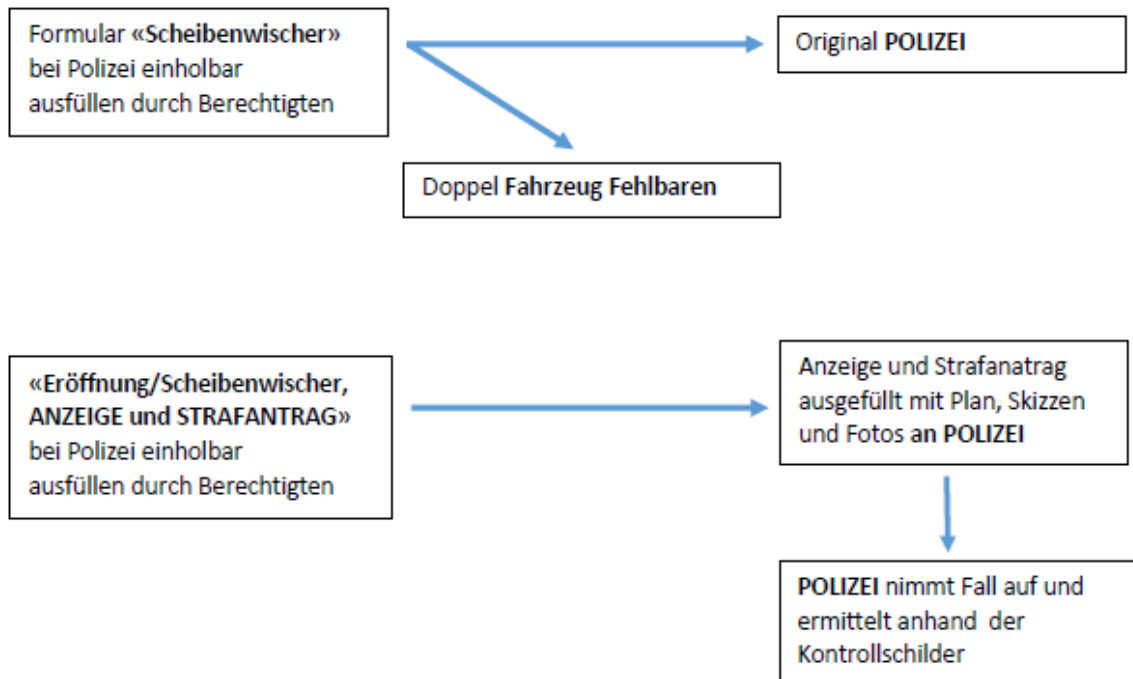 Formular «Scheibenwischer»
bei Polizei einholbar
ausfüllen durch Berechtigten
Original POLIZEI
Doppel Fahrzeug Fehlbaren
«Eröffnung/Scheibenwischer,
ANZEIGE und STRAFANTRAG»
bei Polizei einholbar
ausfüllen durch Berechtigten
Anzeige und Strafanatrag
ausgefüllt mit Plan, Skizzen
und Fotos an POLIZEI
POLIZEI nimmt Fall auf und
ermittelt anhand der
Kontrollschilder